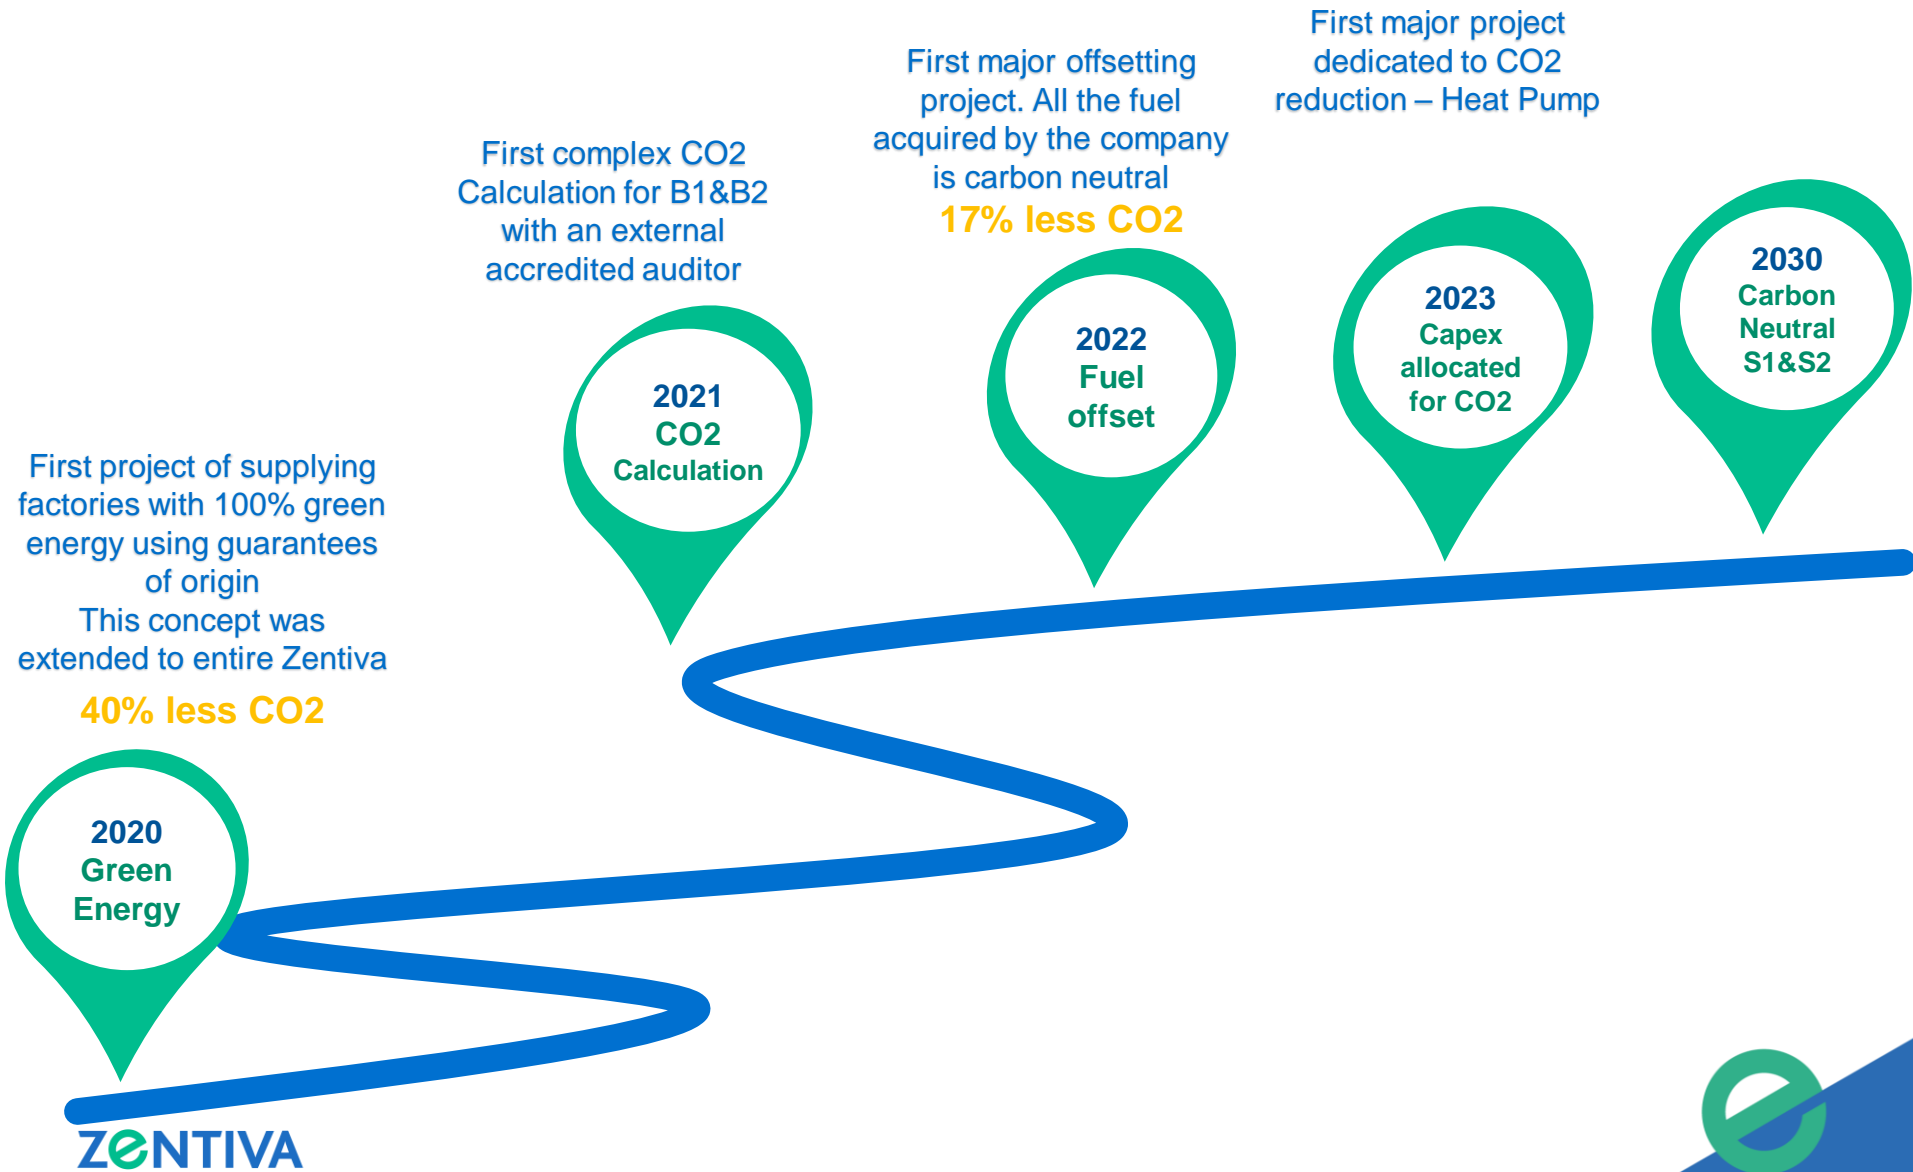 First project of supplying
factories with 100% green
energy using guarantees
of origin
This concept was
extended to entire Zentiva
40% less CO2
2020
Green
Energy
First complex CO2
Calculation for B1&B2
with an external
accredited auditor
2021
CO2
Calculation
First major offsetting
project. All the fuel
acquired by the company
is carbon neutral
17% less CO2
2022
Fuel
offset
First major project
dedicated to CO2
reduction – Heat Pump
2023
Capex
allocated
for CO2
2030
Carbon
Neutral
S1&S2
ZENTIVA